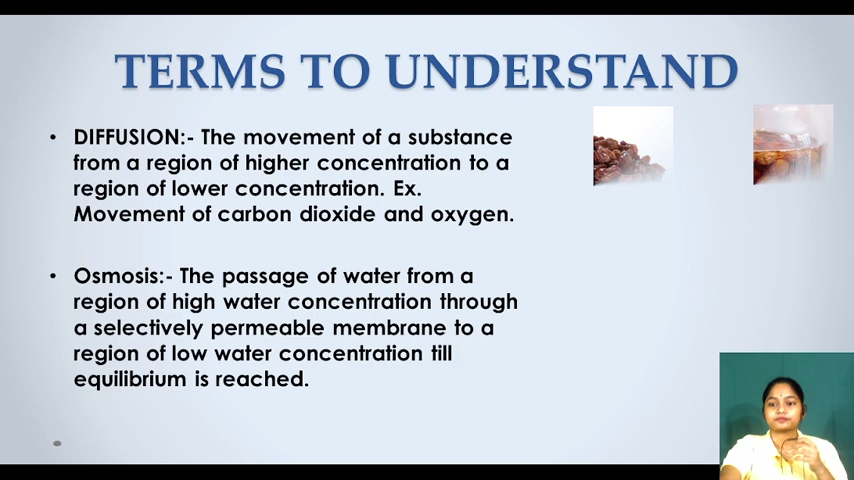 TERMS TO UNDERSTAND
• DIFFUSION:- The movement of a substance
from a region of higher concentration to a
region of lower concentration. Ex.
Movement of carbon dioxide and oxygen.
• Osmosis:- The passage of water from a
region of high water concentration through
a selectively permeable membrane to a
region of low water concentration till
equilibrium is reached.